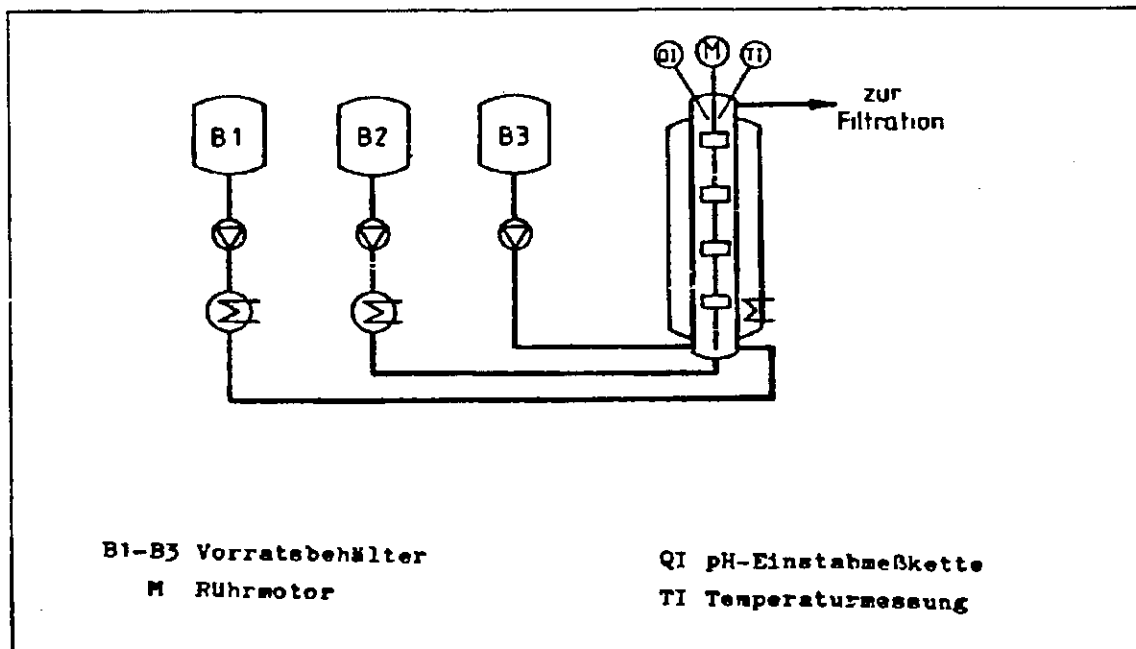 QI M TI
zur
Filtration
B1 B2 B3
B1-B3 Vorratsbehälter
M Rührmotor
QI pH-Einstabmeßkette
TI Temperaturmessung